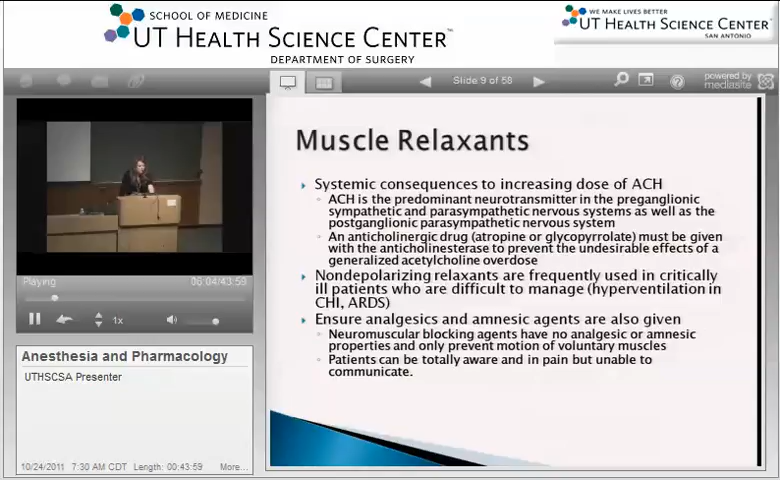 SCHOOL OF MEDICINE
UT HEALTH SCIENCE CENTER™
DEPARTMENT OF SURGERY
WE MAKE LIVES BETTER
UT HEALTH SCIENCE CENTER
SAN ANTONIO
Slide 9 of 58
powered by
mediasite
Muscle Relaxants
Systemic consequences to increasing dose of ACH
ACH is the predominant neurotransmitter in the preganglionic
sympathetic and parasympathetic nervous systems as well as the
postganglionic parasympathetic nervous system
An anticholinergic drug (atropine or glycopyrrolate) must be given
with the anticholinesterase to prevent the undesirable effects of a
generalized acetylcholine overdose
Nondepolarizing relaxants are frequently used in critically
ill patients who are difficult to manage (hyperventilation in
CHI, ARDS)
Ensure analgesics and amnesic agents are also given
Neuromuscular blocking agents have no analgesic or amnesic
properties and only prevent motion of voluntary muscles
Patients can be totally aware and in pain but unable to
communicate.
Playing
06:04/43:59
1x
Anesthesia and Pharmacology
UTHSCSA Presenter
10/24/2011 7:30 AM CDT Length: 00:43:59 More...